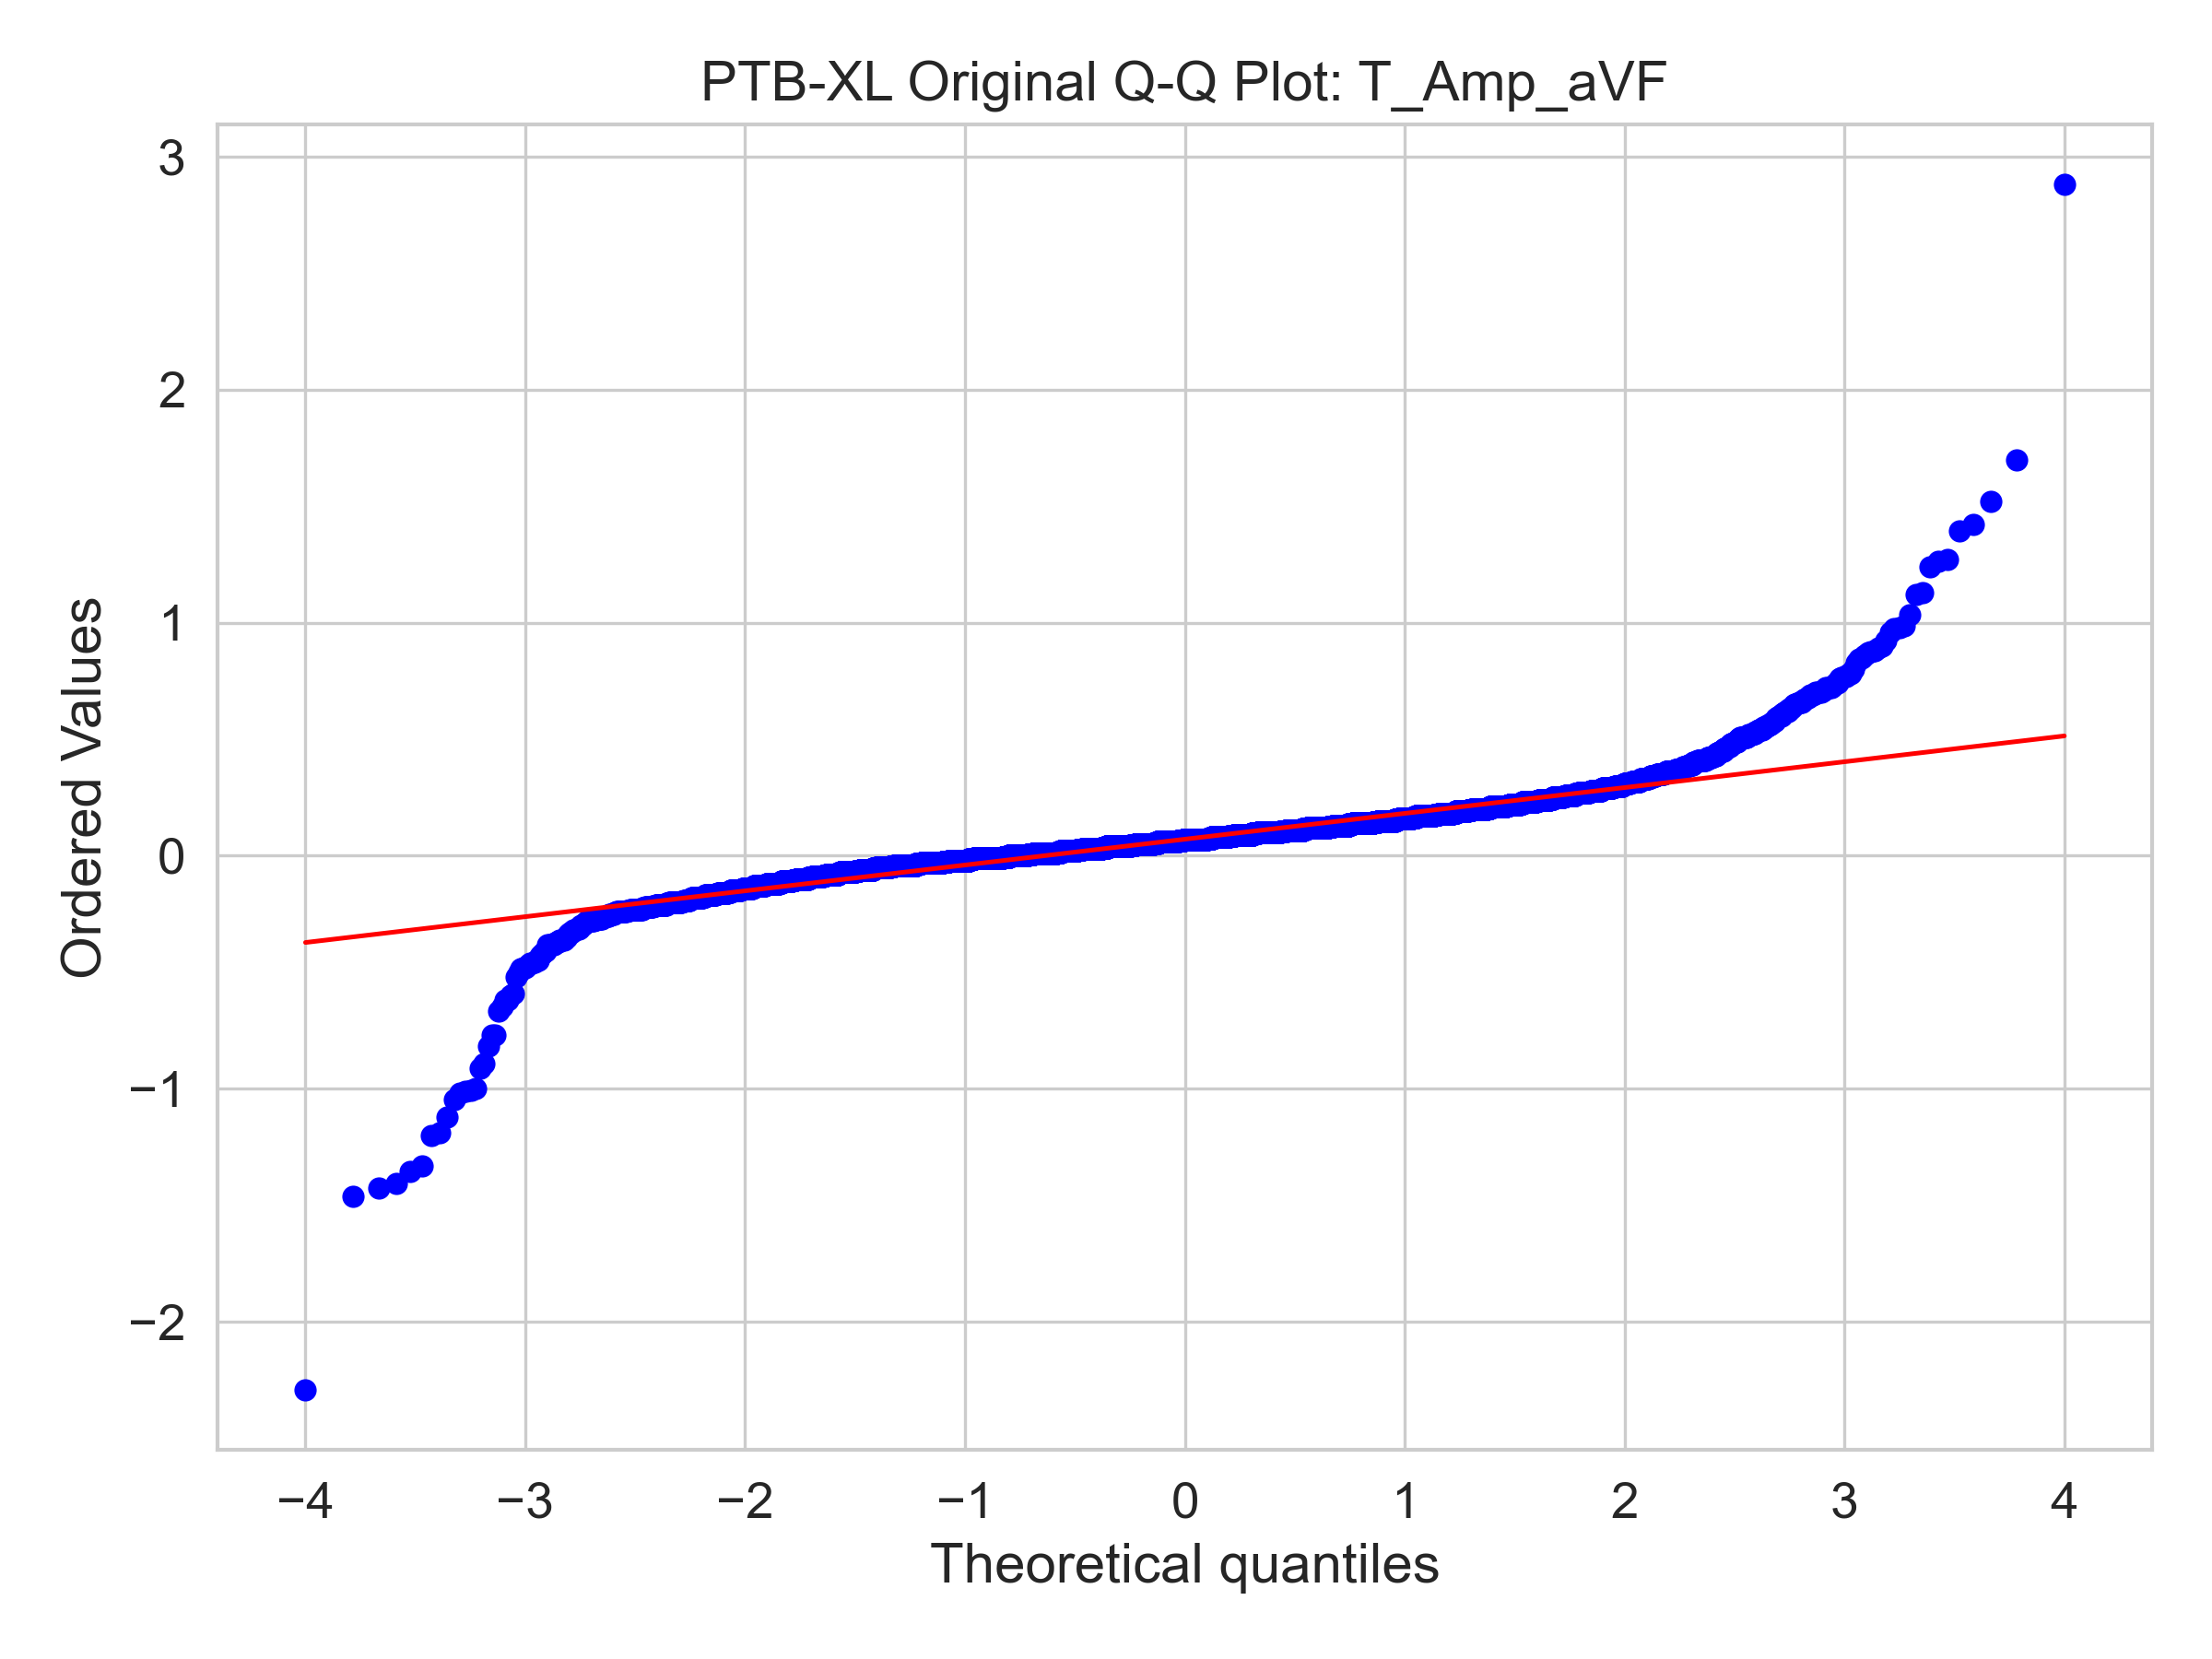 PTB-XL Original Q-Q Plot: T_Amp_aVF
3
2
1
0
−1
−2
Ordered Values
−4 −3 −2 −1 0 1 2 3 4
Theoretical quantiles